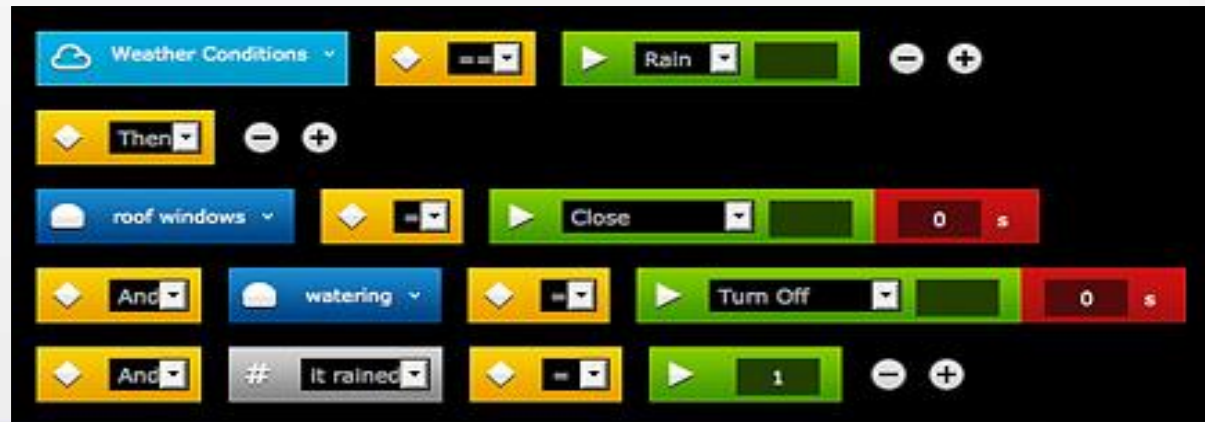 Weather Conditions == Rain
Then
roof windows = Close 0 s
And watering = Turn Off 0 s
And # it rained = 1